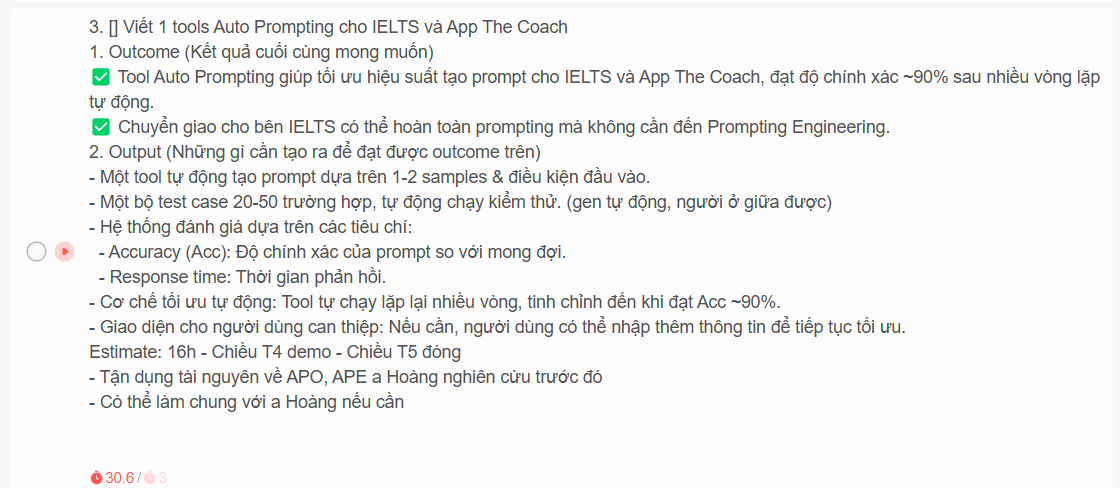 3. [] Viết 1 tools Auto Prompting cho IELTS và App The Coach
1. Outcome (Kết quả cuối cùng mong muốn)
✅ Tool Auto Prompting giúp tối ưu hiệu suất tạo prompt cho IELTS và App The Coach, đạt độ chính xác ~90% sau nhiều vòng lặp
tự động.
✅ Chuyển giao cho bên IELTS có thể hoàn toàn prompting mà không cần đến Prompting Engineering.
2. Output (Những gì cần tạo ra để đạt được outcome trên)
- Một tool tự động tạo prompt dựa trên 1-2 samples & điều kiện đầu vào.
- Một bộ test case 20-50 trường hợp, tự động chạy kiểm thử. (gen tự động, người ở giữa được)
- Hệ thống đánh giá dựa trên các tiêu chí:
- Accuracy (Acc): Độ chính xác của prompt so với mong đợi.
- Response time: Thời gian phản hồi.
- Cơ chế tối ưu tự động: Tool tự chạy lặp lại nhiều vòng, tinh chỉnh đến khi đạt Acc ~90%.
- Giao diện cho người dùng can thiệp: Nếu cần, người dùng có thể nhập thêm thông tin để tiếp tục tối ưu.
Estimate: 16h - Chiều T4 demo - Chiều T5 đóng
- Tận dụng tài nguyên về APO, APE a Hoàng nghiên cứu trước đó
- Có thể làm chung với a Hoàng nếu cần
30.6 / 3